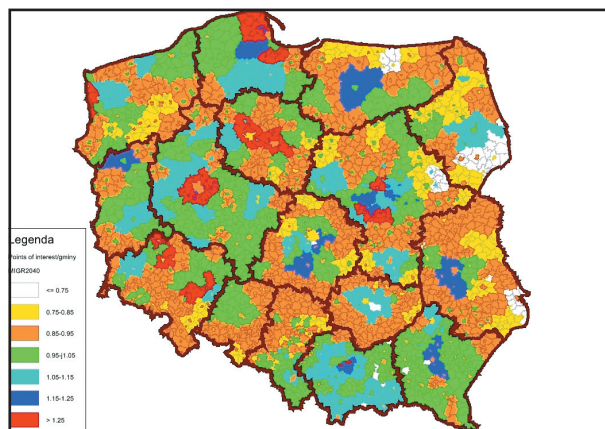 Legenda
Points of interest/gminy
MIGR2040
<= 0.75
0.75-0.85
0.85-0.95
0.95-j1.05
1.05-1.15
1.15-1.25
> 1.25